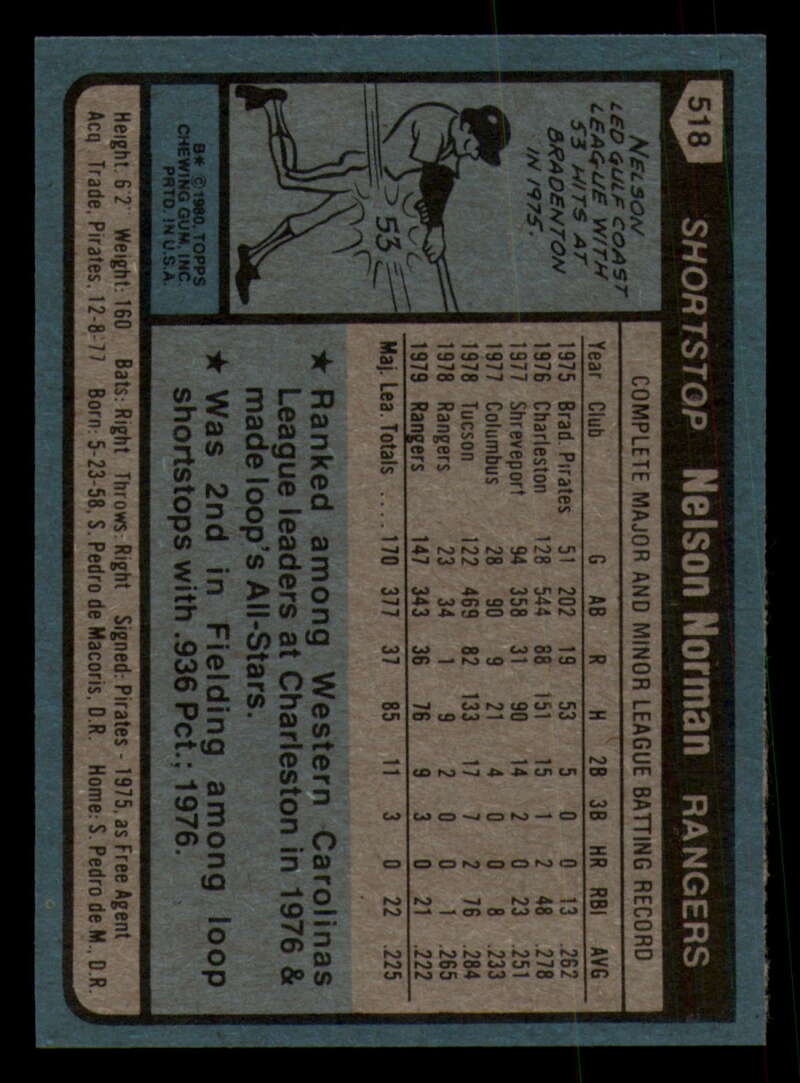 518 SHORTSTOP Nelson Norman RANGERS
NELSON
LED GULF COAST
LEAGUE WITH
53 HITS AT
BRADENTON
IN 1975.
53
B* © 1980, TOPPS
CHEWING GUM, INC.
PRTD. IN U.S.A.
COMPLETE MAJOR AND MINOR LEAGUE BATTING RECORD
Year Club G AB R H 2B 3B HR RBI AVG
1975 Brad. Pirates 51 202 19 53 5 0 0 13 .262
1976 Charleston 128 544 88 151 15 1 2 48 .278
1977 Shreveport 94 358 31 90 14 2 0 23 .251
1977 Columbus 28 90 9 21 4 0 0 8 .233
1978 Tucson 122 469 82 133 17 7 2 76 .284
1978 Rangers 23 34 1 9 2 0 0 1 .265
1979 Rangers 147 343 36 76 9 3 0 21 .222
Maj. Lea. Totals .... 170 377 37 85 11 3 0 22 .225
★ Ranked among Western Carolinas
League leaders at Charleston in 1976 &
made loop's All-Stars.
★ Was 2nd in Fielding among loop
shortstops with .936 Pct.; 1976.
Height: 6'2" Weight: 160 Bats: Right Throws: Right Signed: Pirates - 1975, as Free Agent
Acq: Trade, Pirates, 12-8-77 Born: 5-23-58, S. Pedro de Macoris, D.R. Home: S. Pedro de M., D.R.